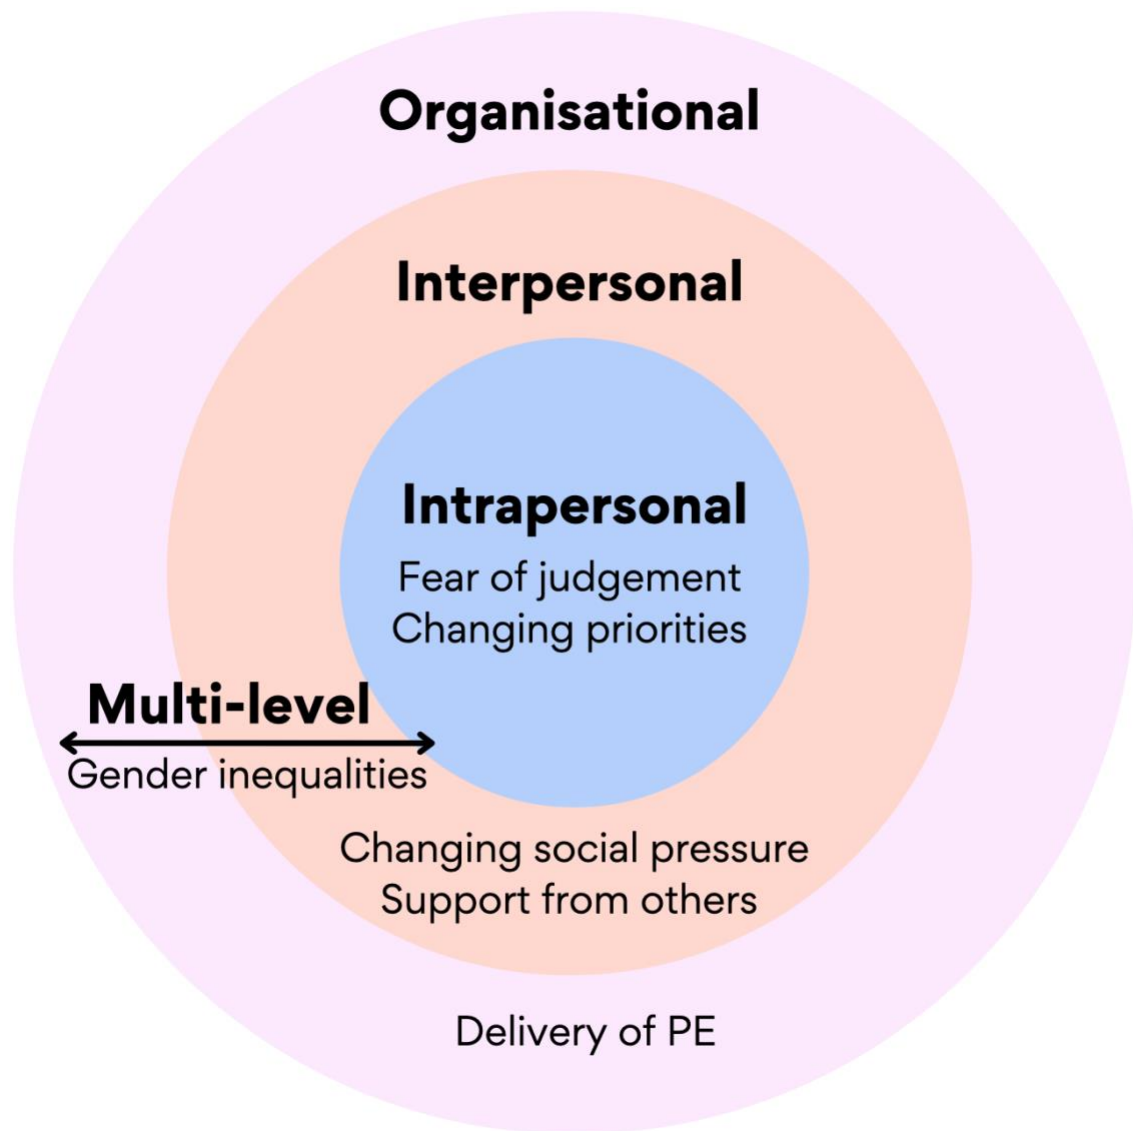 Organisational
Interpersonal
Intrapersonal
Fear of judgement
Changing priorities
Multi-level
Gender inequalities
Changing social pressure
Support from others
Delivery of PE